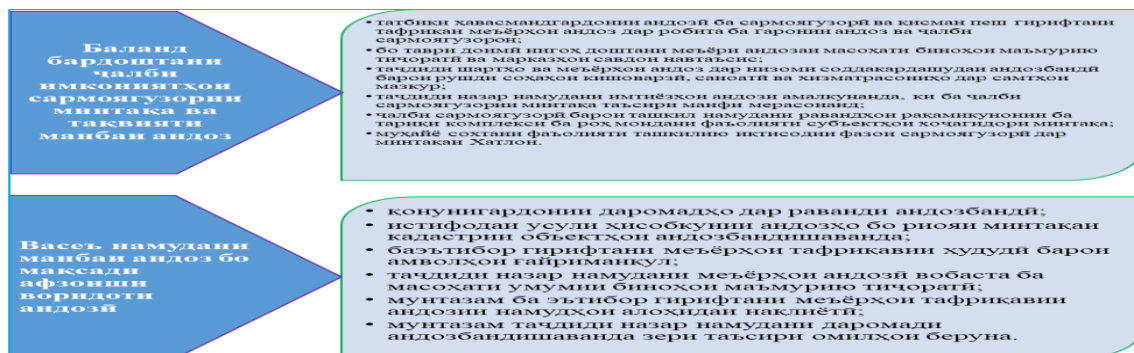 Баланд
бардоштани
ҷалби
имкониятҳои
сармоягузории
минтақа ва
тақвияти
манбаи андоз
•татбиқи ҳавасмандгардонии андозӣ ба сармоягузорӣ ва қисман пеш гирифтани
тафриқаи меъёрҳои андоз дар робита ба гаронии андоз ва ҷалби
сармоягузорон;
•бо таври доимӣ нигоҳ доштани меъёри андозаи масоҳати биноҳои маъмурию
тиҷоратӣ ва марказҳои савдои навтаъсис;
•таҷдиди шартҳо ва меъёрҳои андоз дар низоми соддакардашудаи андозбандӣ
барои рушди соҳаҳои кишоварзӣ, саноатӣ ва хизматрасониҳо дар самтҳои
мазкур;
•таҷдиди назар намудани имтиёзҳои андози амалкунанда, ки ба ҷалби
сармоягузории минтақа таъсири манфи мерасонанд;
•ҷалби сармоягузорӣ барои ташкил намудани равандҳои рақамикунонии ба
тариқи комплексӣ ба роҳ мондани фаъолияти субъектҳои хоҷагидори минтақа;
•муҳайё сохтани фаъолияти ташкилию иқтисодии фазои сармоягузорӣ дар
минтақаи Хатлон.
Васеъ намудани
манбаи андоз бо
мақсади
афзоиши
воридоти
андозӣ
• қонунигардонии даромадҳо дар раванди андозбандӣ;
• истифодаи усули ҳисобкунии андозҳо бо риояи минтақаи
кадастрии объектҳои андозбандишаванда;
• баэътибор гирифтани меъёрҳои тафриқавии ҳудудӣ барои
амволҳои ғайриманқул;
• таҷдиди назар намудани меъёрҳои андозӣ вобаста ба
масоҳати умумии биноҳои маъмурию тиҷоратӣ;
• мунтазам ба эътибор гирифтани меъёрҳои тафриқавии
андозии намудҳои алоҳидаи нақлиётӣ;
• мунтазам таҷдиди назар намудани даромади
андозбандишаванда зери таъсири омилҳои беруна.